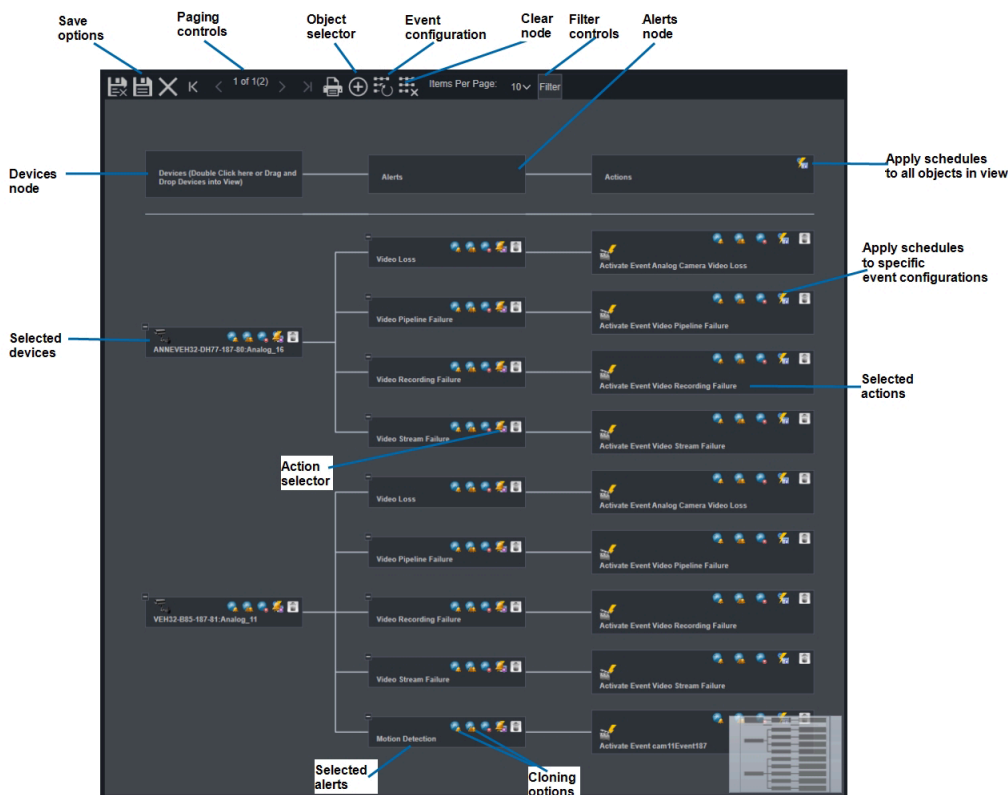 Save
options
Paging
controls
Object
selector
Event
configuration
Clear
node
Filter
controls
Alerts
node
1 of 1(2)
Items Per Page:
10
Filter
Devices
node
Devices (Double Click here or Drag and
Drop Devices into View)
Alerts
Actions
Apply schedules
to all objects in view
Video Loss
Activate Event Analog Camera Video Loss
Apply schedules
to specific
event configurations
Video Pipeline Failure
Activate Event Video Pipeline Failure
Selected
devices
ANNEVEH32-DH77-187-80:Analog_16
Video Recording Failure
Activate Event Video Recording Failure
Selected
actions
Video Stream Failure
Activate Event Video Stream Failure
Action
selector
Video Loss
Activate Event Analog Camera Video Loss
Video Pipeline Failure
Activate Event Video Pipeline Failure
VEH32-B85-187-81:Analog_11
Video Recording Failure
Activate Event Video Recording Failure
Video Stream Failure
Activate Event Video Stream Failure
Motion Detection
Activate Event cam11Event187
Selected
alerts
Cloning
options